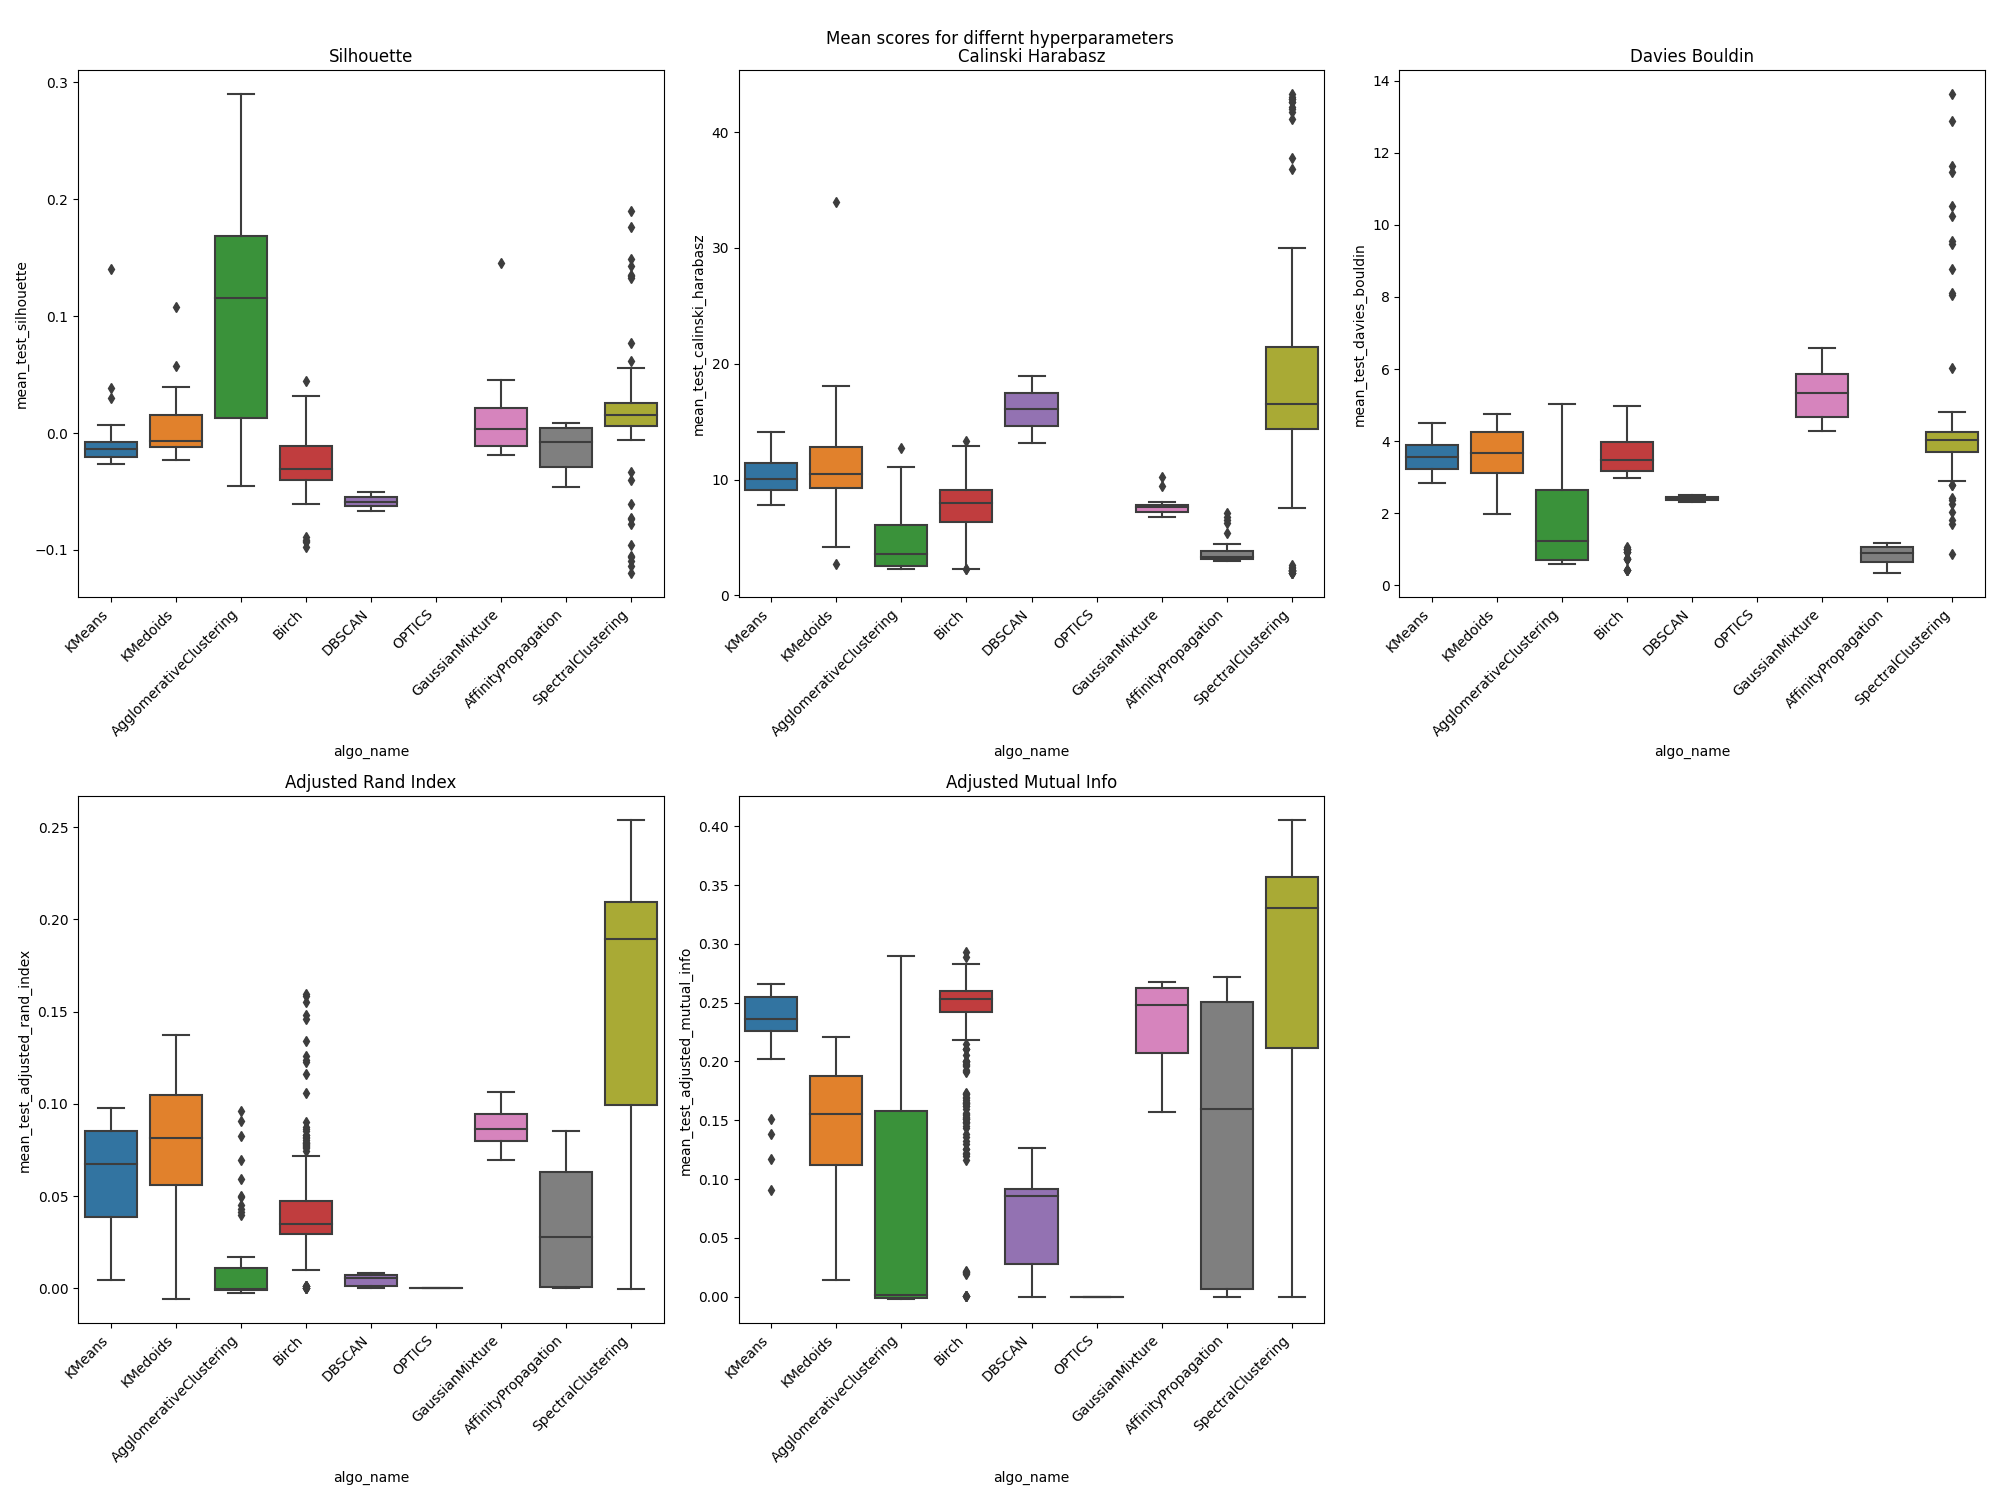 Mean scores for differnt hyperparameters
Silhouette
mean_test_silhouette
0.3
0.2
0.1
0.0
−0.1
KMeans
KMedoids
AgglomerativeClustering
Birch
DBSCAN
OPTICS
GaussianMixture
AffinityPropagation
SpectralClustering
algo_name
Calinski Harabasz
mean_test_calinski_harabasz
40
30
20
10
0
KMeans
KMedoids
AgglomerativeClustering
Birch
DBSCAN
OPTICS
GaussianMixture
AffinityPropagation
SpectralClustering
algo_name
Davies Bouldin
mean_test_davies_bouldin
14
12
10
8
6
4
2
0
KMeans
KMedoids
AgglomerativeClustering
Birch
DBSCAN
OPTICS
GaussianMixture
AffinityPropagation
SpectralClustering
algo_name
Adjusted Rand Index
mean_test_adjusted_rand_index
0.25
0.20
0.15
0.10
0.05
0.00
KMeans
KMedoids
AgglomerativeClustering
Birch
DBSCAN
OPTICS
GaussianMixture
AffinityPropagation
SpectralClustering
algo_name
Adjusted Mutual Info
mean_test_adjusted_mutual_info
0.40
0.35
0.30
0.25
0.20
0.15
0.10
0.05
0.00
KMeans
KMedoids
AgglomerativeClustering
Birch
DBSCAN
OPTICS
GaussianMixture
AffinityPropagation
SpectralClustering
algo_name